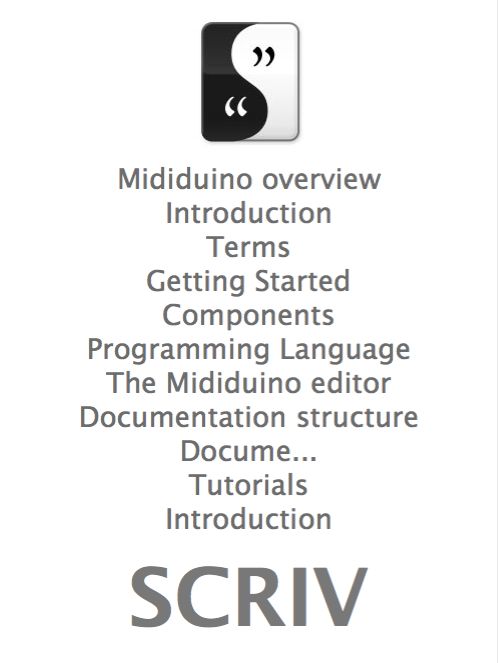 ”
“
Mididuino overview
Introduction
Terms
Getting Started
Components
Programming Language
The Mididuino editor
Documentation structure
Docume...
Tutorials
Introduction
SCRIV